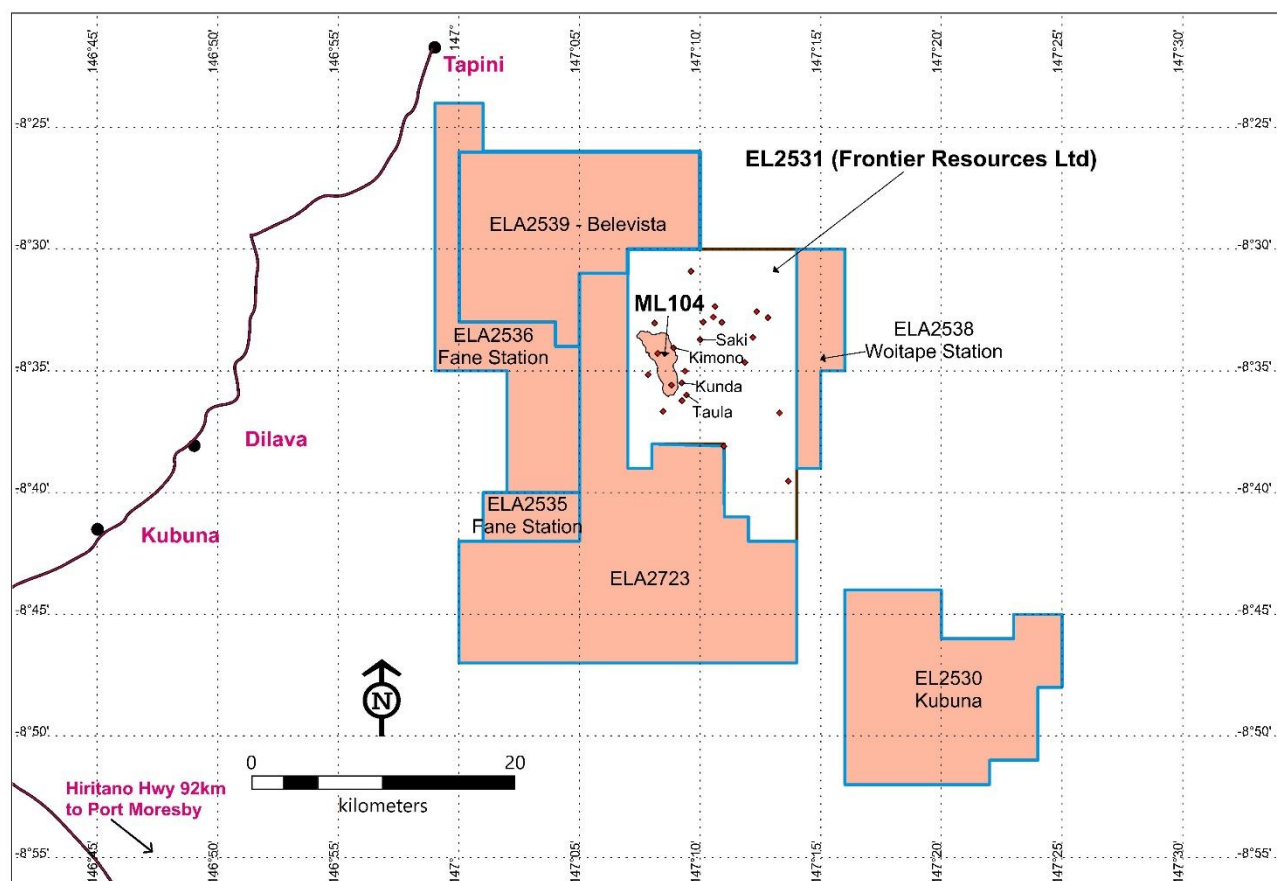 146°45'
146°50'
146°55'
147°
147°05'
147°10'
147°15'
147°20'
147°25'
147°30'
Tapini
-8°25'
-8°25'
EL2531 (Frontier Resources Ltd)
ELA2539 - Belevista
-8°30'
-8°30'
ML104
ELA2536
Fane Station
ELA2538
Woitape Station
Saki
Kimono
-8°35'
-8°35'
Kunda
Taula
Dilava
-8°40'
-8°40'
ELA2535
Fane Station
Kubuna
ELA2723
-8°45'
-8°45'
EL2530
Kubuna
N
-8°50'
-8°50'
0
20
kilometers
Hiritano Hwy 92km
to Port Moresby
-8°55'
-8°55'
146°45'
146°50'
146°55'
147°
147°05'
147°10'
147°15'
147°20'
147°25'
147°30'